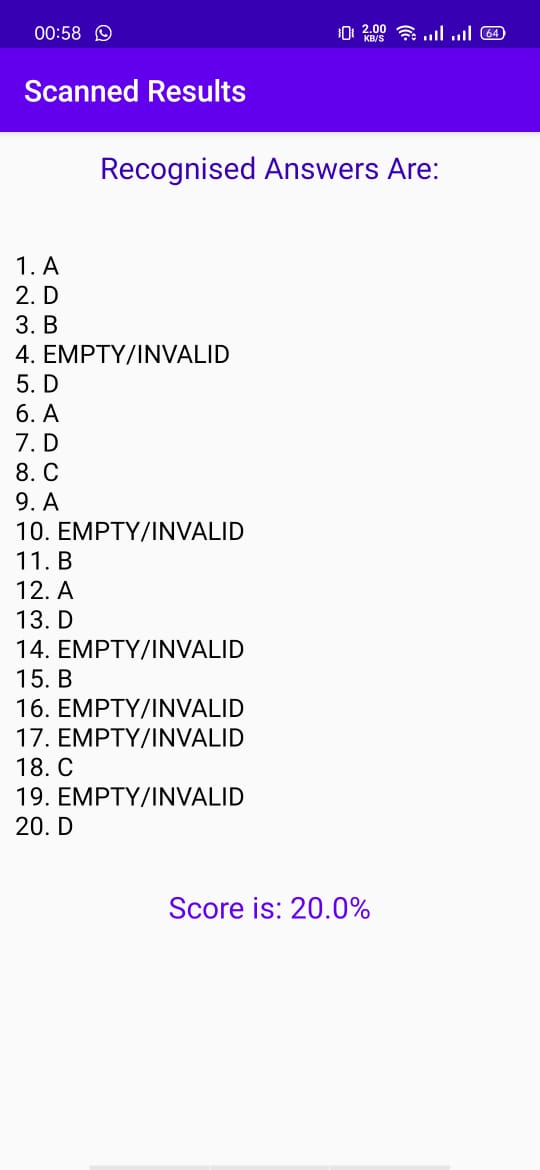 00:58 2.00 KB/S 64
Scanned Results
Recognised Answers Are:
1. A
2. D
3. B
4. EMPTY/INVALID
5. D
6. A
7. D
8. C
9. A
10. EMPTY/INVALID
11. B
12. A
13. D
14. EMPTY/INVALID
15. B
16. EMPTY/INVALID
17. EMPTY/INVALID
18. C
19. EMPTY/INVALID
20. D
Score is: 20.0%